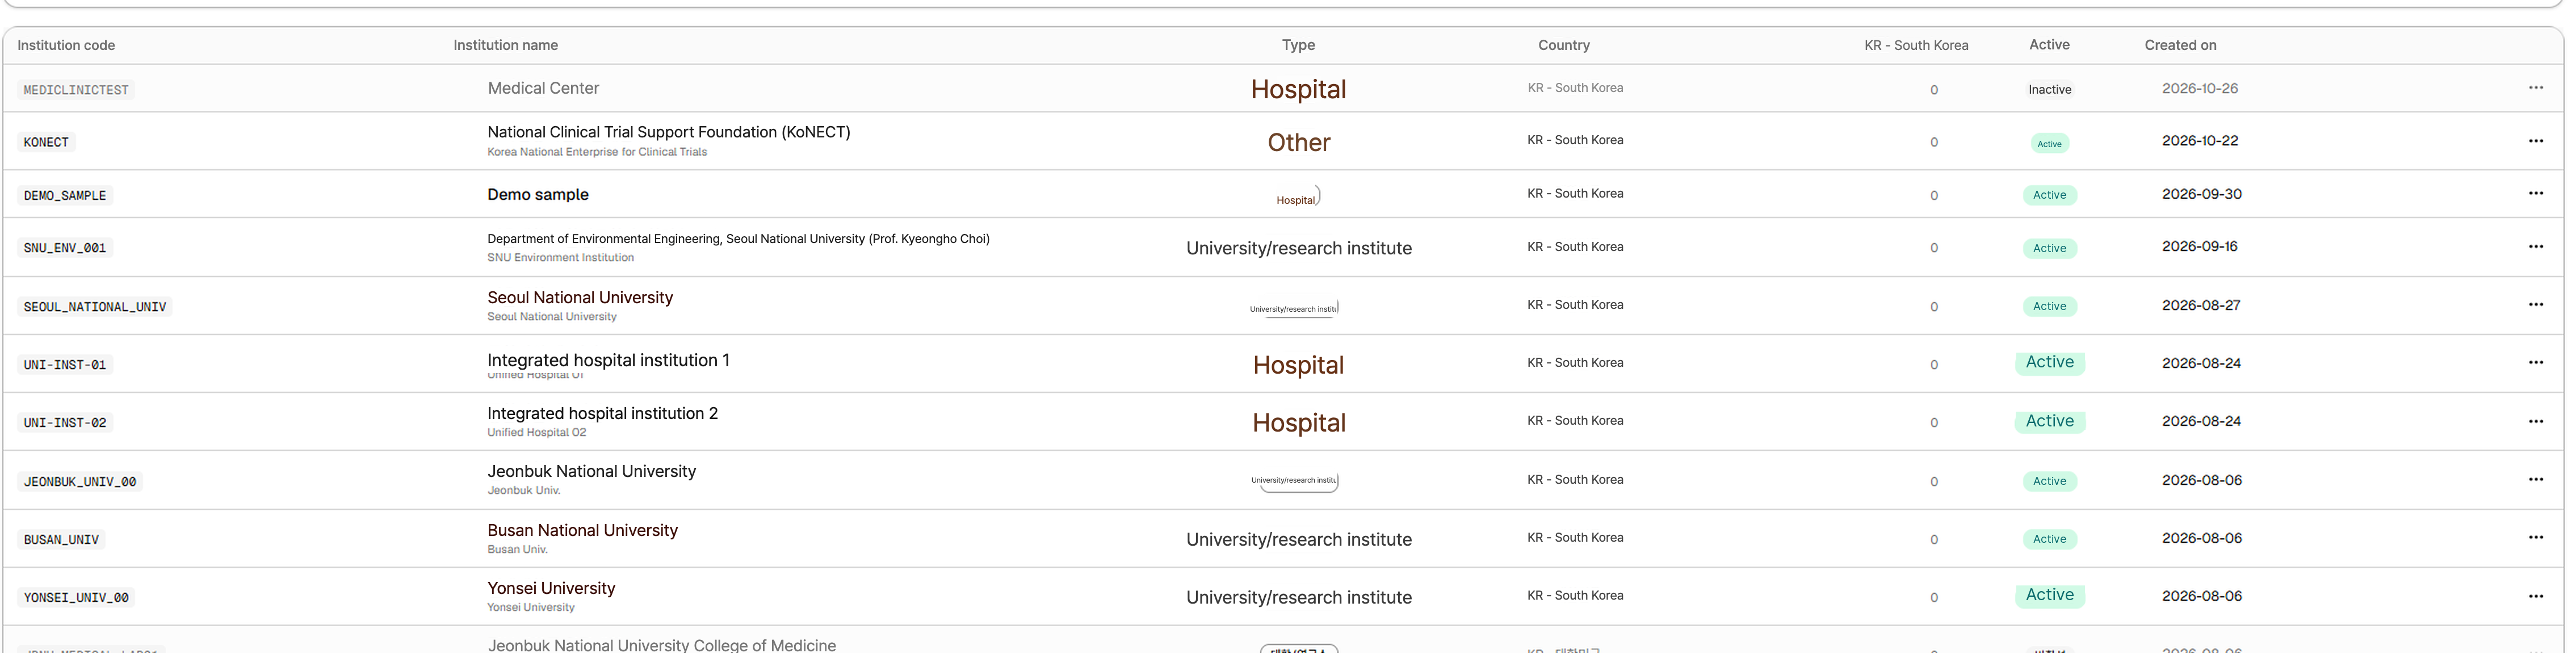 Institution code Institution name Type Country KR - South Korea Active Created on
MEDICLINICTEST Medical Center Hospital KR - South Korea 0 Inactive 2026-10-26 ...
KONECT National Clinical Trial Support Foundation (KoNECT) Other KR - South Korea 0 Active 2026-10-22 ...
Korea National Enterprise for Clinical Trials
DEMO_SAMPLE Demo sample Hospital KR - South Korea 0 Active 2026-09-30 ...
SNU_ENV_001 Department of Environmental Engineering, Seoul National University (Prof. Kyeongho Choi) University/research institute KR - South Korea 0 Active 2026-09-16 ...
SNU Environment Institution
SEOUL_NATIONAL_UNIV Seoul National University University/research institu KR - South Korea 0 Active 2026-08-27 ...
Seoul National University
UNI-INST-01 Integrated hospital institution 1 Hospital KR - South Korea 0 Active 2026-08-24 ...
Unified Hospital 01
UNI-INST-02 Integrated hospital institution 2 Hospital KR - South Korea 0 Active 2026-08-24 ...
Unified Hospital 02
JEONBUK_UNIV_00 Jeonbuk National University University/research institu KR - South Korea 0 Active 2026-08-06 ...
Jeonbuk Univ.
BUSAN_UNIV Busan National University University/research institute KR - South Korea 0 Active 2026-08-06 ...
Busan Univ.
YONSEI_UNIV_00 Yonsei University University/research institute KR - South Korea 0 Active 2026-08-06 ...
Yonsei University
Jeonbuk National University College of Medicine